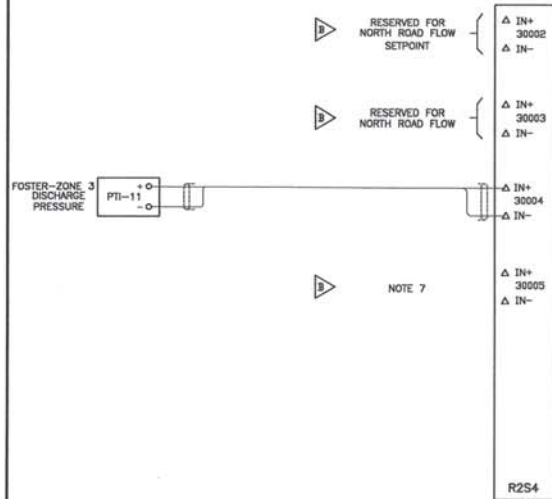 B
RESERVED FOR
NORTH ROAD FLOW
SETPOINT
IN+
30002
IN-
B
RESERVED FOR
NORTH ROAD FLOW
IN+
30003
IN-
FOSTER-ZONE 3
DISCHARGE
PRESSURE
PTI-11
+
-
IN+
30004
IN-
B
NOTE 7
IN+
30005
IN-
R2S4